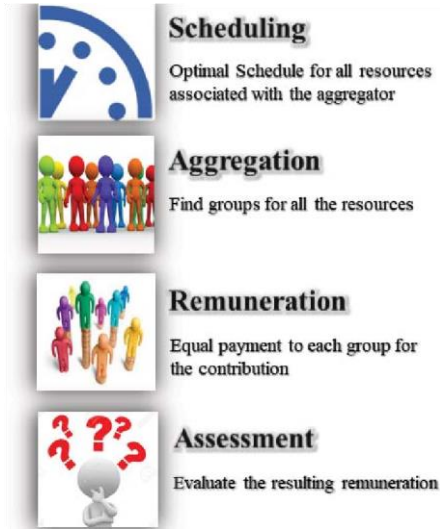 Scheduling
Optimal Schedule for all resources
associated with the aggregator
Aggregation
Find groups for all the resources
Remuneration
Equal payment to each group for
the contribution
? ? ? ?
Assessment
Evaluate the resulting remuneration